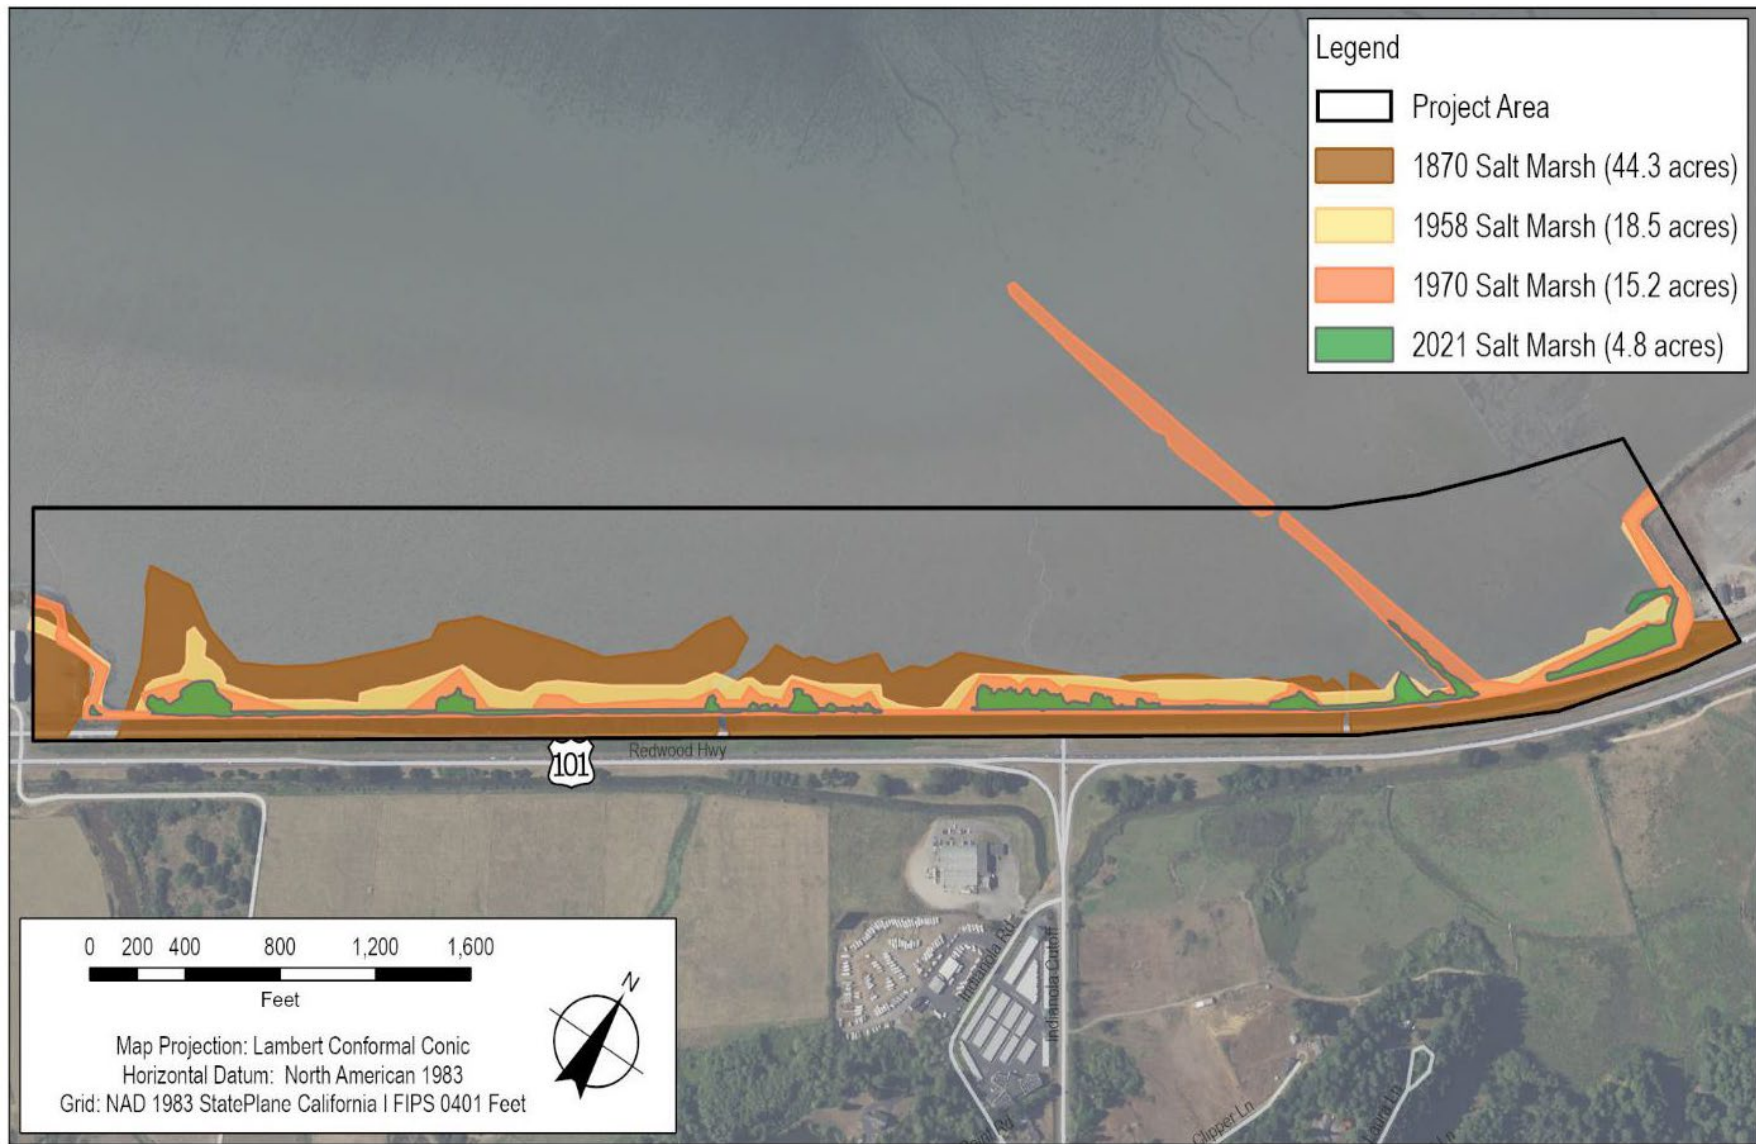 Legend
Project Area
1870 Salt Marsh (44.3 acres)
1958 Salt Marsh (18.5 acres)
1970 Salt Marsh (15.2 acres)
2021 Salt Marsh (4.8 acres)
Redwood Hwy
101
Indianola Rd
Indianola Cutoff
0 200 400 800 1,200 1,600
Feet
N
Map Projection: Lambert Conformal Conic
Horizontal Datum: North American 1983
Grid: NAD 1983 StatePlane California I FIPS 0401 Feet
Rd
Clipper Ln
Ln
Ln